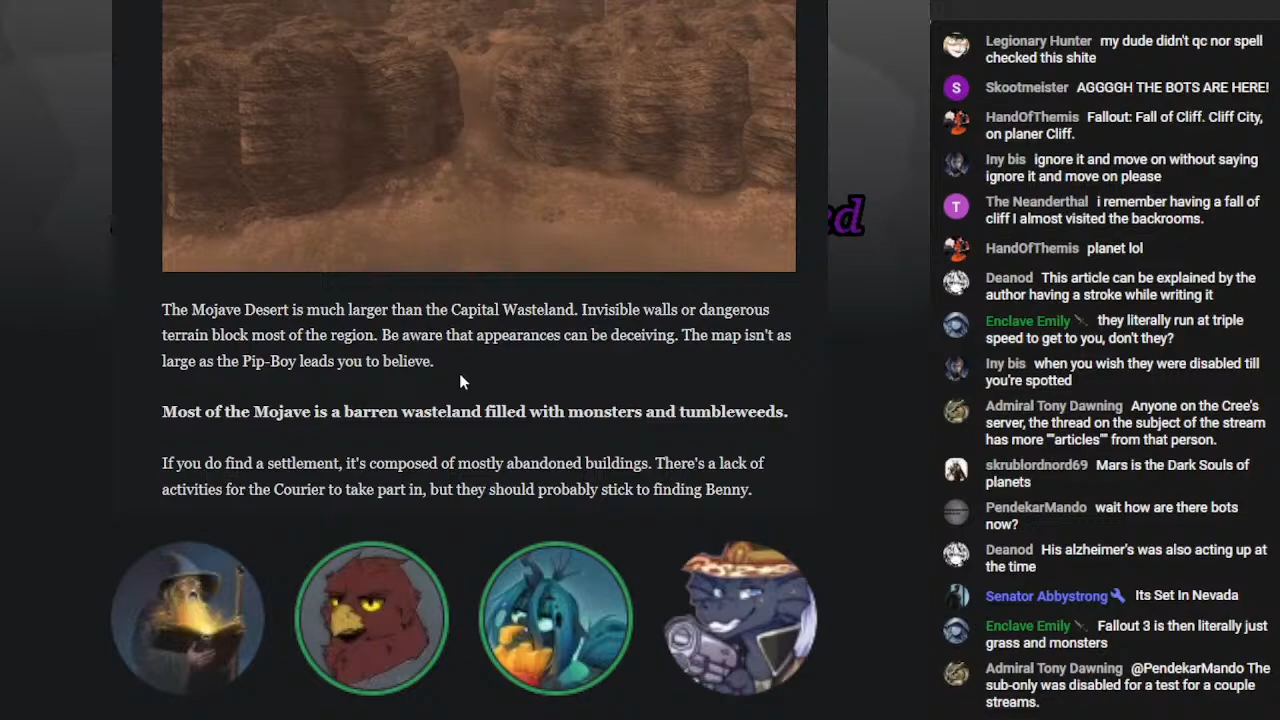 ed
The Mojave Desert is much larger than the Capital Wasteland. Invisible walls or dangerous
terrain block most of the region. Be aware that appearances can be deceiving. The map isn't as
large as the Pip-Boy leads you to believe.
Most of the Mojave is a barren wasteland filled with monsters and tumbleweeds.
If you do find a settlement, it's composed of mostly abandoned buildings. There's a lack of
activities for the Courier to take part in, but they should probably stick to finding Benny.
Legionary Hunter my dude didn't qc nor spell
checked this shite
S
Skootmeister AGGGGH THE BOTS ARE HERE!
HandOfThemis Fallout: Fall of Cliff. Cliff City,
on planer Cliff.
Iny bis ignore it and move on without saying
ignore it and move on please
T
The Neanderthal i remember having a fall of
cliff I almost visited the backrooms.
HandOfThemis planet lol
Deanod This article can be explained by the
author having a stroke while writing it
Enclave Emily they literally run at triple
speed to get to you, don't they?
Iny bis when you wish they were disabled till
you're spotted
Admiral Tony Dawning Anyone on the Cree's
server, the thread on the subject of the stream
has more ""articles"" from that person.
skrublordnord69 Mars is the Dark Souls of
planets
PendekarMando wait how are there bots
now?
Deanod His alzheimer's was also acting up at
the time
Senator Abbystrong Its Set In Nevada
Enclave Emily Fallout 3 is then literally just
grass and monsters
Admiral Tony Dawning @PendekarMando The
sub-only was disabled for a test for a couple
streams.